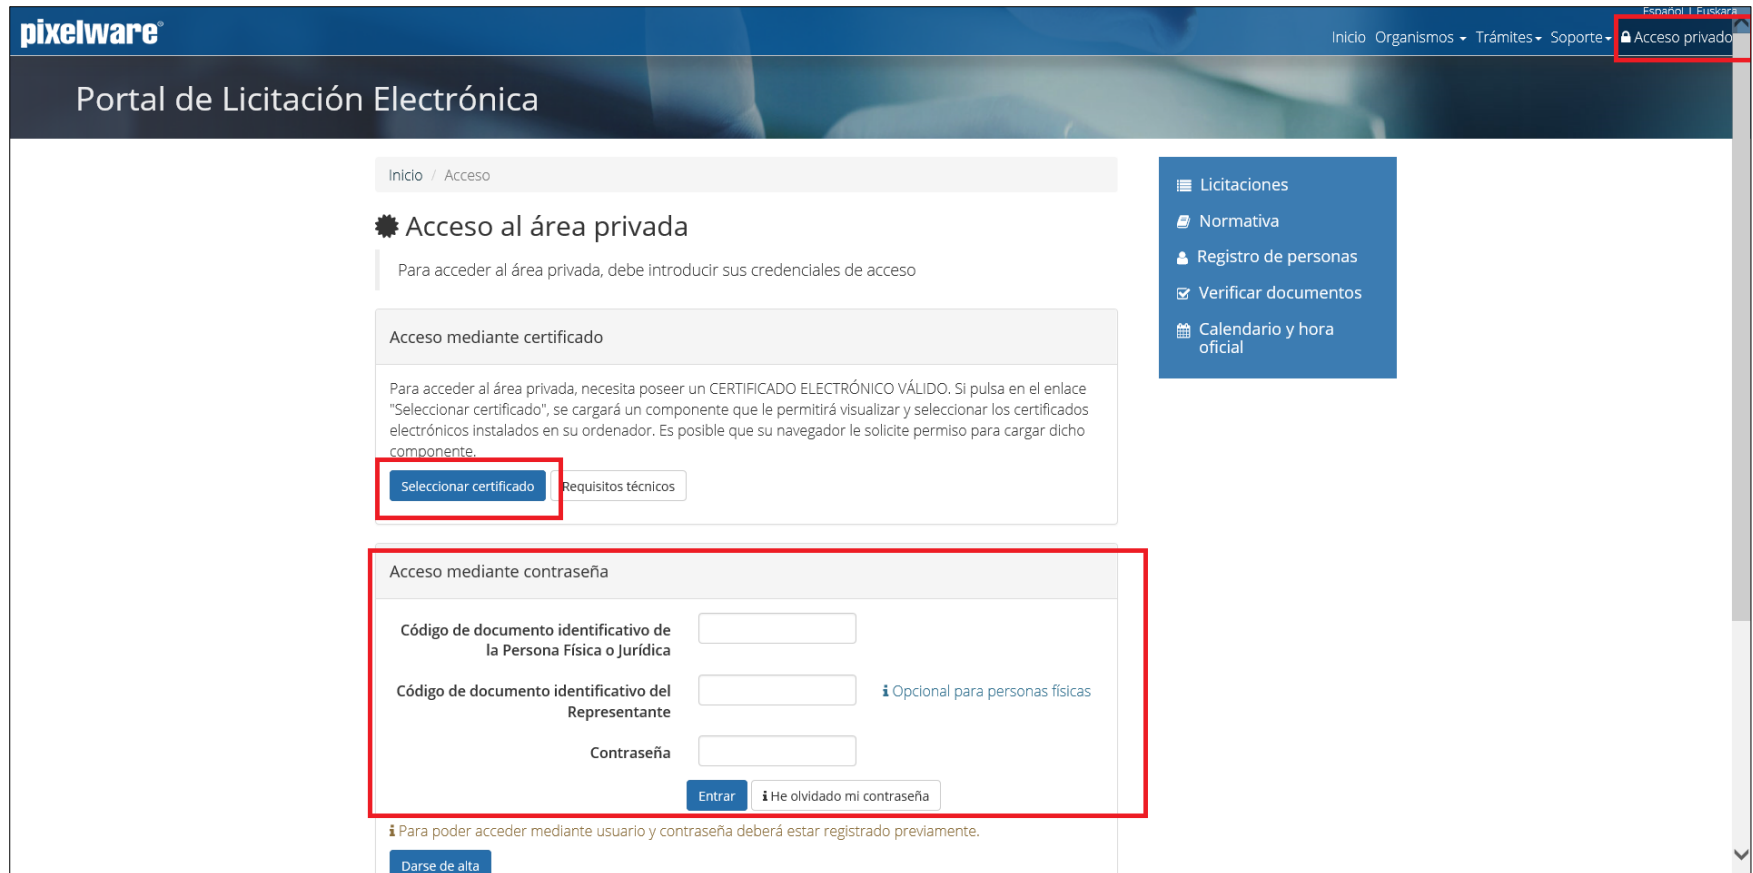 Español | Euskara
pixelware
Inicio Organismos Trámites Soporte Acceso privado
Portal de Licitación Electrónica
Inicio / Acceso
Acceso al área privada
Para acceder al área privada, debe introducir sus credenciales de acceso
Acceso mediante certificado
Para acceder al área privada, necesita poseer un CERTIFICADO ELECTRÓNICO VÁLIDO. Si pulsa en el enlace
"Seleccionar certificado", se cargará un componente que le permitirá visualizar y seleccionar los certificados
electrónicos instalados en su ordenador. Es posible que su navegador le solicite permiso para cargar dicho
componente.
Seleccionar certificado Requisitos técnicos
Acceso mediante contraseña
Código de documento identificativo de
la Persona Física o Jurídica
Código de documento identificativo del
Representante
Opcional para personas físicas
Contraseña
Entrar He olvidado mi contraseña
Para poder acceder mediante usuario y contraseña deberá estar registrado previamente.
Darse de alta
Licitaciones
Normativa
Registro de personas
Verificar documentos
Calendario y hora
oficial